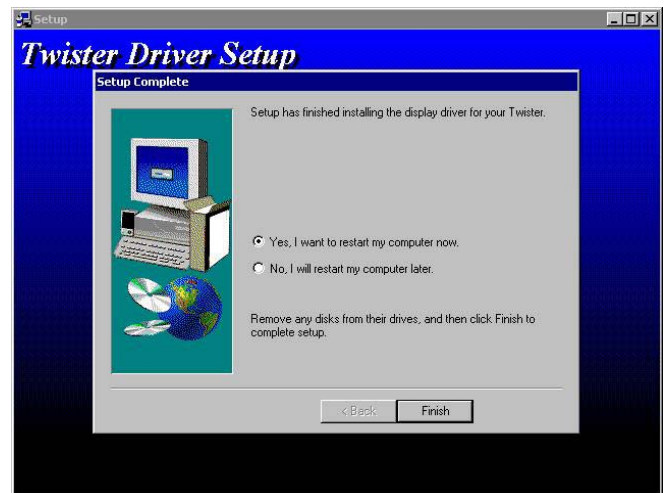 Setup
Twister Driver Setup
Setup Complete
Setup has finished installing the display driver for your Twister.
Yes, I want to restart my computer now.
No, I will restart my computer later.
Remove any disks from their drives, and then click Finish to
complete setup.
< Back
Finish